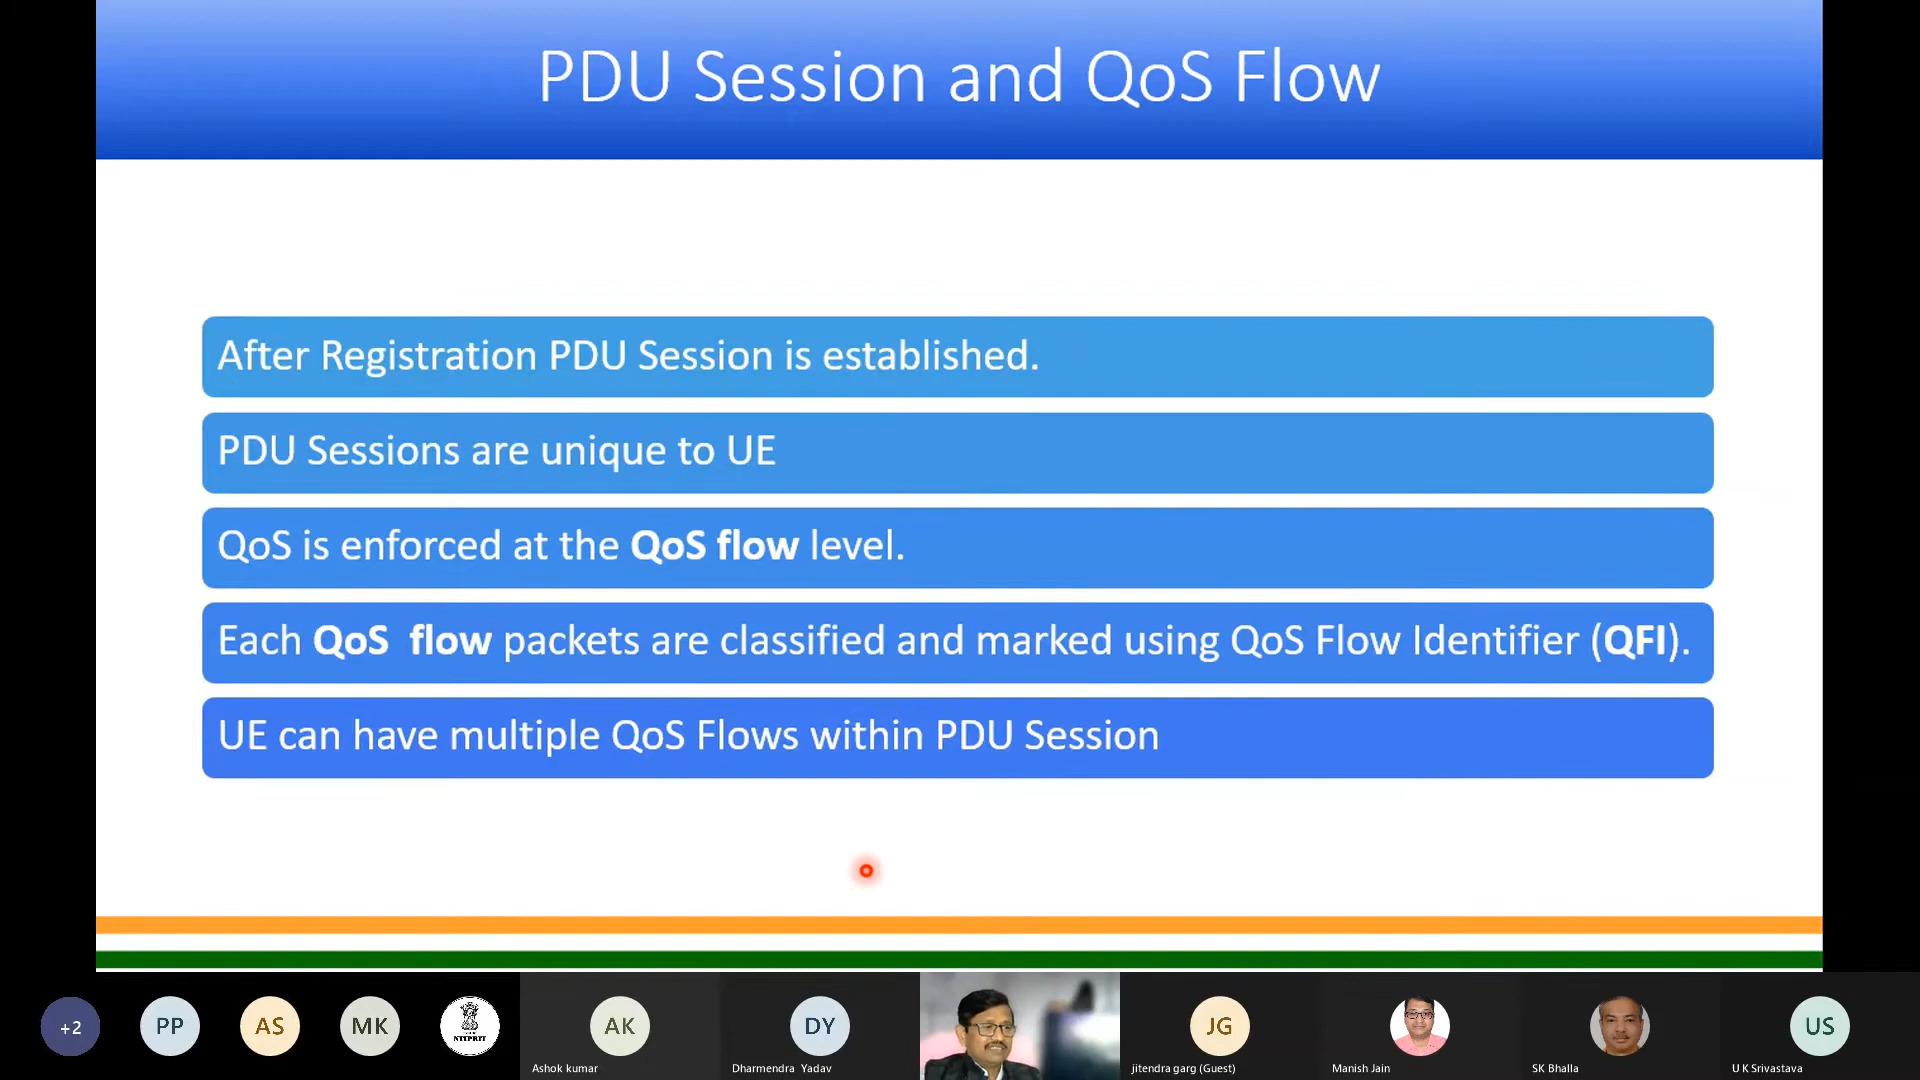 PDU Session and QoS Flow
After Registration PDU Session is established.
PDU Sessions are unique to UE
QoS is enforced at the QoS flow level.
Each QoS flow packets are classified and marked using QoS Flow Identifier (QFI).
UE can have multiple QoS Flows within PDU Session
+2
PP
AS
MK
NTIPRIT
AK
DY
JG
US
Ashok kumar
Dharmendra Yadav
jitendra garg (Guest)
Manish Jain
SK Bhalla
U K Srivastava